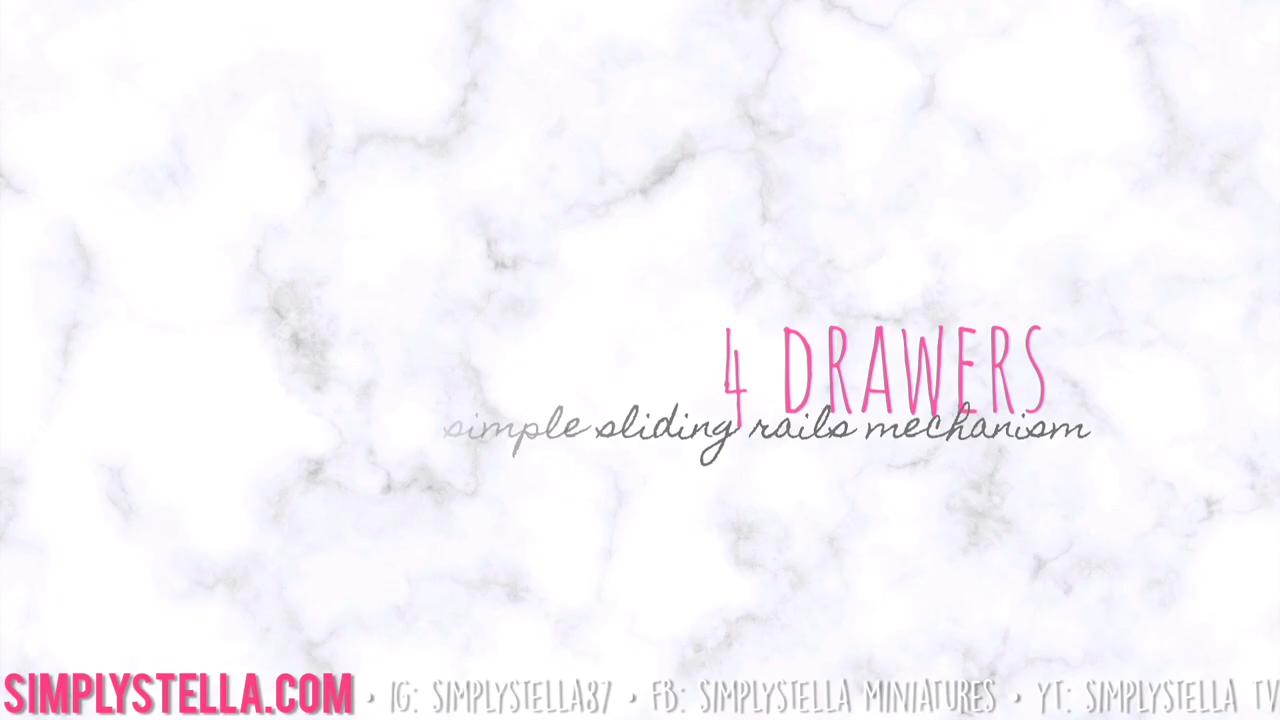 4 DRAWERS
simple sliding rails mechanism
SIMPLYSTELLA.COM • IG: SIMPLYSTELLA87 • FB: SIMPLYSTELLA MINIATURES • YT: SIMPLYSTELLA TV